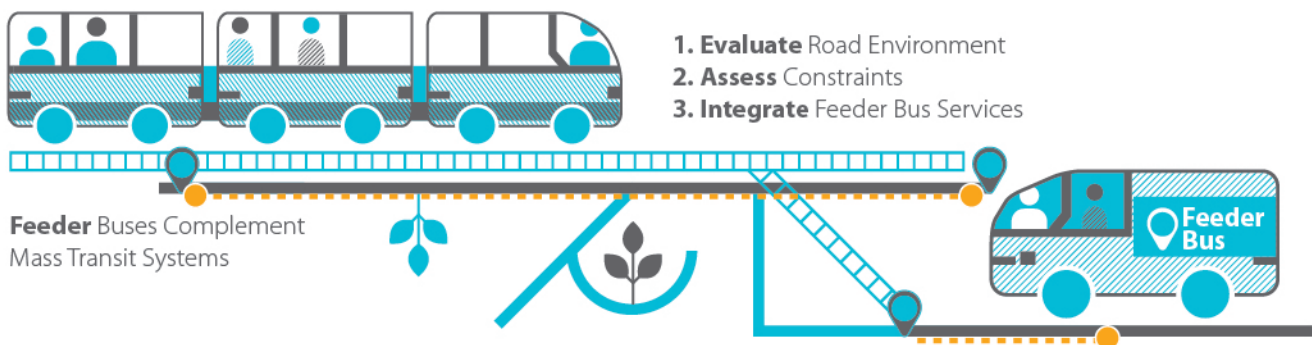 1. Evaluate Road Environment
2. Assess Constraints
3. Integrate Feeder Bus Services
Feeder Buses Complement
Mass Transit Systems
Feeder
Bus